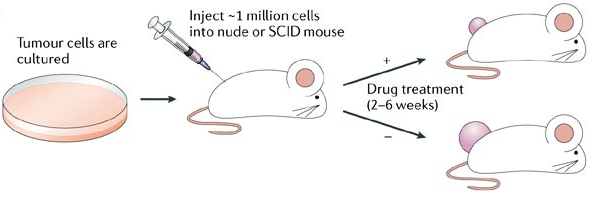 Tumour cells are
cultured
Inject ~1 million cells
into nude or SCID mouse
+
Drug treatment
(2–6 weeks)
–